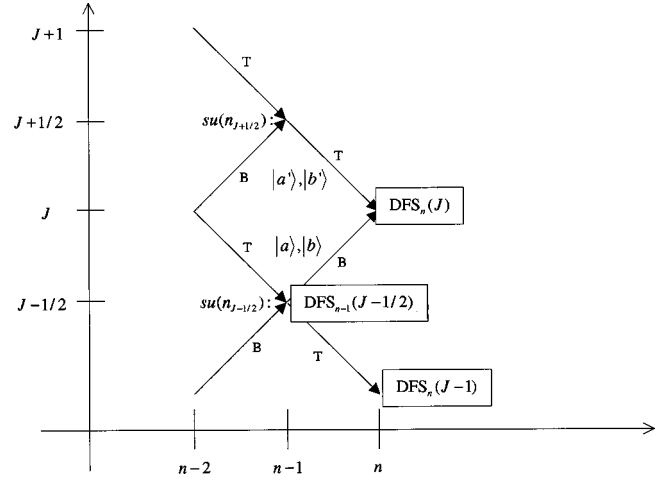 J+1
T
J+1/2
su(n_{J+1/2}):
T
B
|a'⟩,|b'⟩
J
DFS_n(J)
T
|a⟩,|b⟩
B
J−1/2
su(n_{J−1/2}):
DFS_{n−1}(J−1/2)
B
T
DFS_n(J−1)
n−2
n−1
n